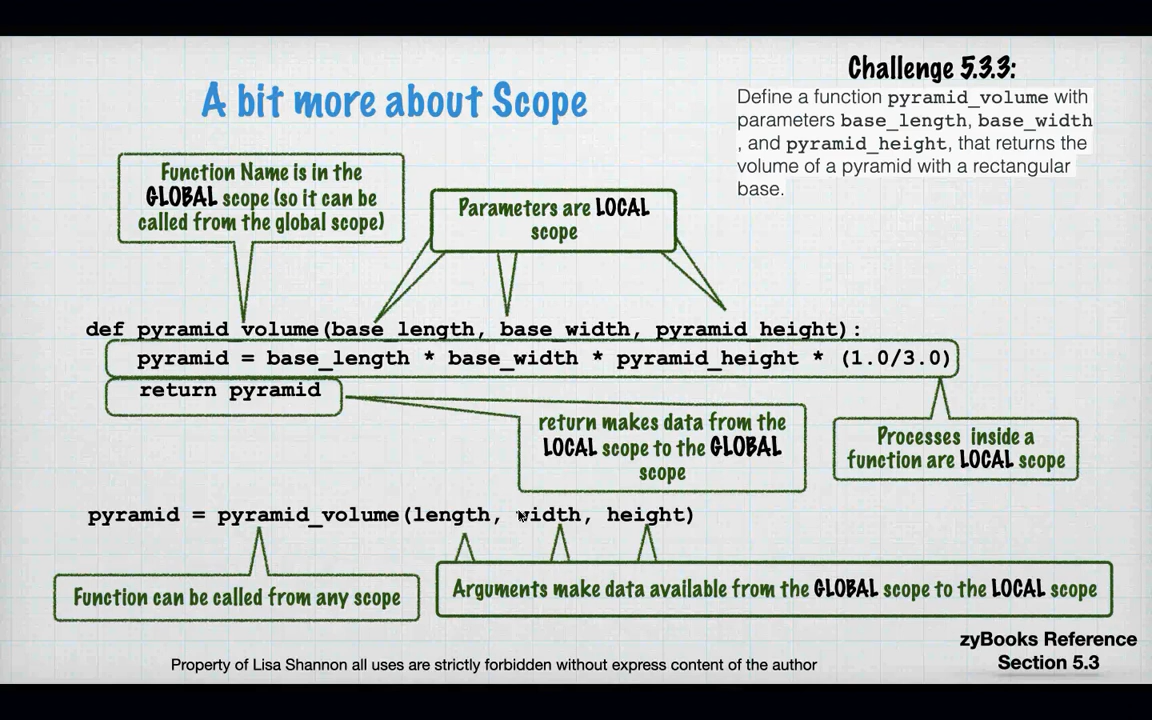 Challenge 5.3.3:
Define a function pyramid_volume with
parameters base_length, base_width
, and pyramid_height, that returns the
volume of a pyramid with a rectangular
base.
A bit more about Scope
Function Name is in the
GLOBAL scope (so it can be
called from the global scope)
Parameters are LOCAL
scope
def pyramid_volume(base_length, base_width, pyramid_height):
pyramid = base_length * base_width * pyramid_height * (1.0/3.0)
return pyramid
return makes data from the
LOCAL scope to the GLOBAL
scope
Processes inside a
function are LOCAL scope
pyramid = pyramid_volume(length, width, height)
Function can be called from any scope
Arguments make data available from the GLOBAL scope to the LOCAL scope
zyBooks Reference
Section 5.3
Property of Lisa Shannon all uses are strictly forbidden without express content of the author